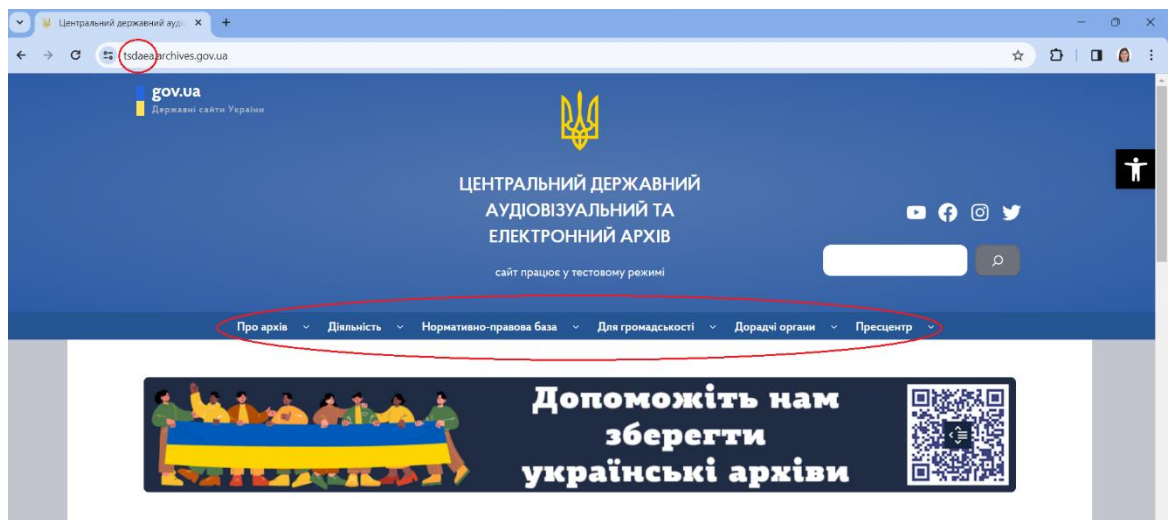 Центральний державний ауді
tsdaea.archives.gov.ua
gov.ua
Державні сайти України
ЦЕНТРАЛЬНИЙ ДЕРЖАВНИЙ
АУДІОВІЗУАЛЬНИЙ ТА
ЕЛЕКТРОННИЙ АРХІВ
сайт працює у тестовому режимі
Про архів Діяльність Нормативно-правова база Для громадськості Дорадчі органи Пресцентр
Допоможіть нам
зберегти
українські архіви